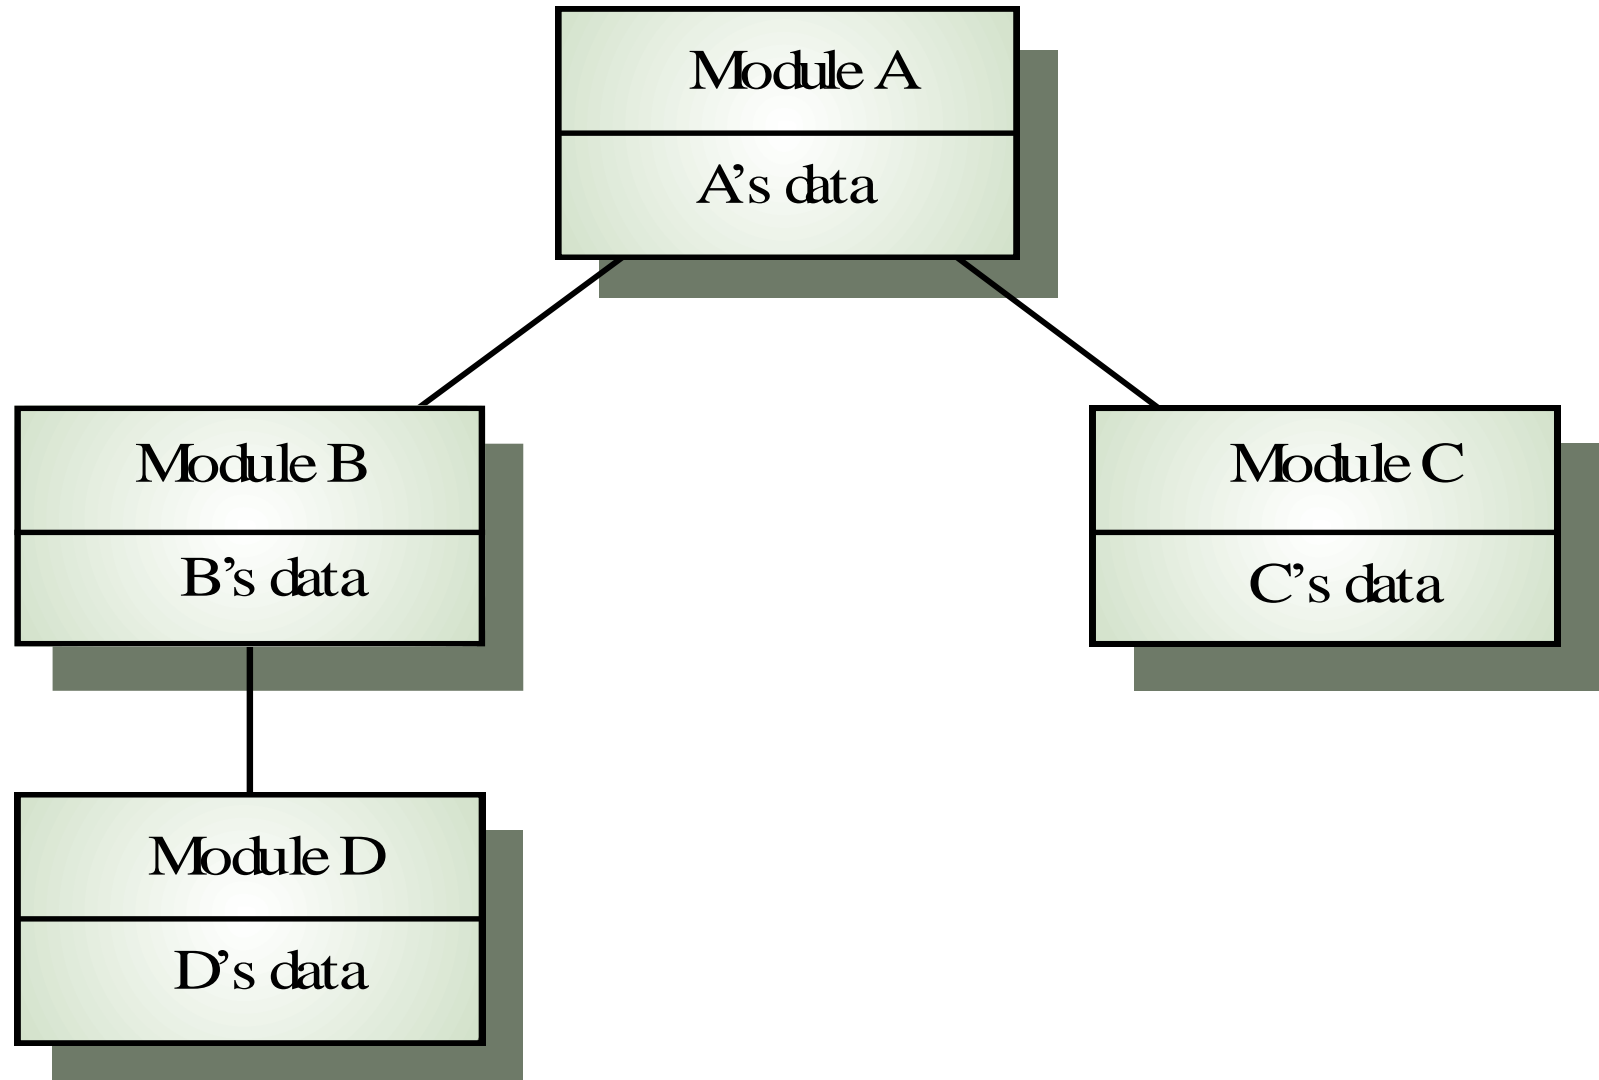 Module A
A’s data
Module B
Module C
B’s data
C’s data
Module D
D’s data